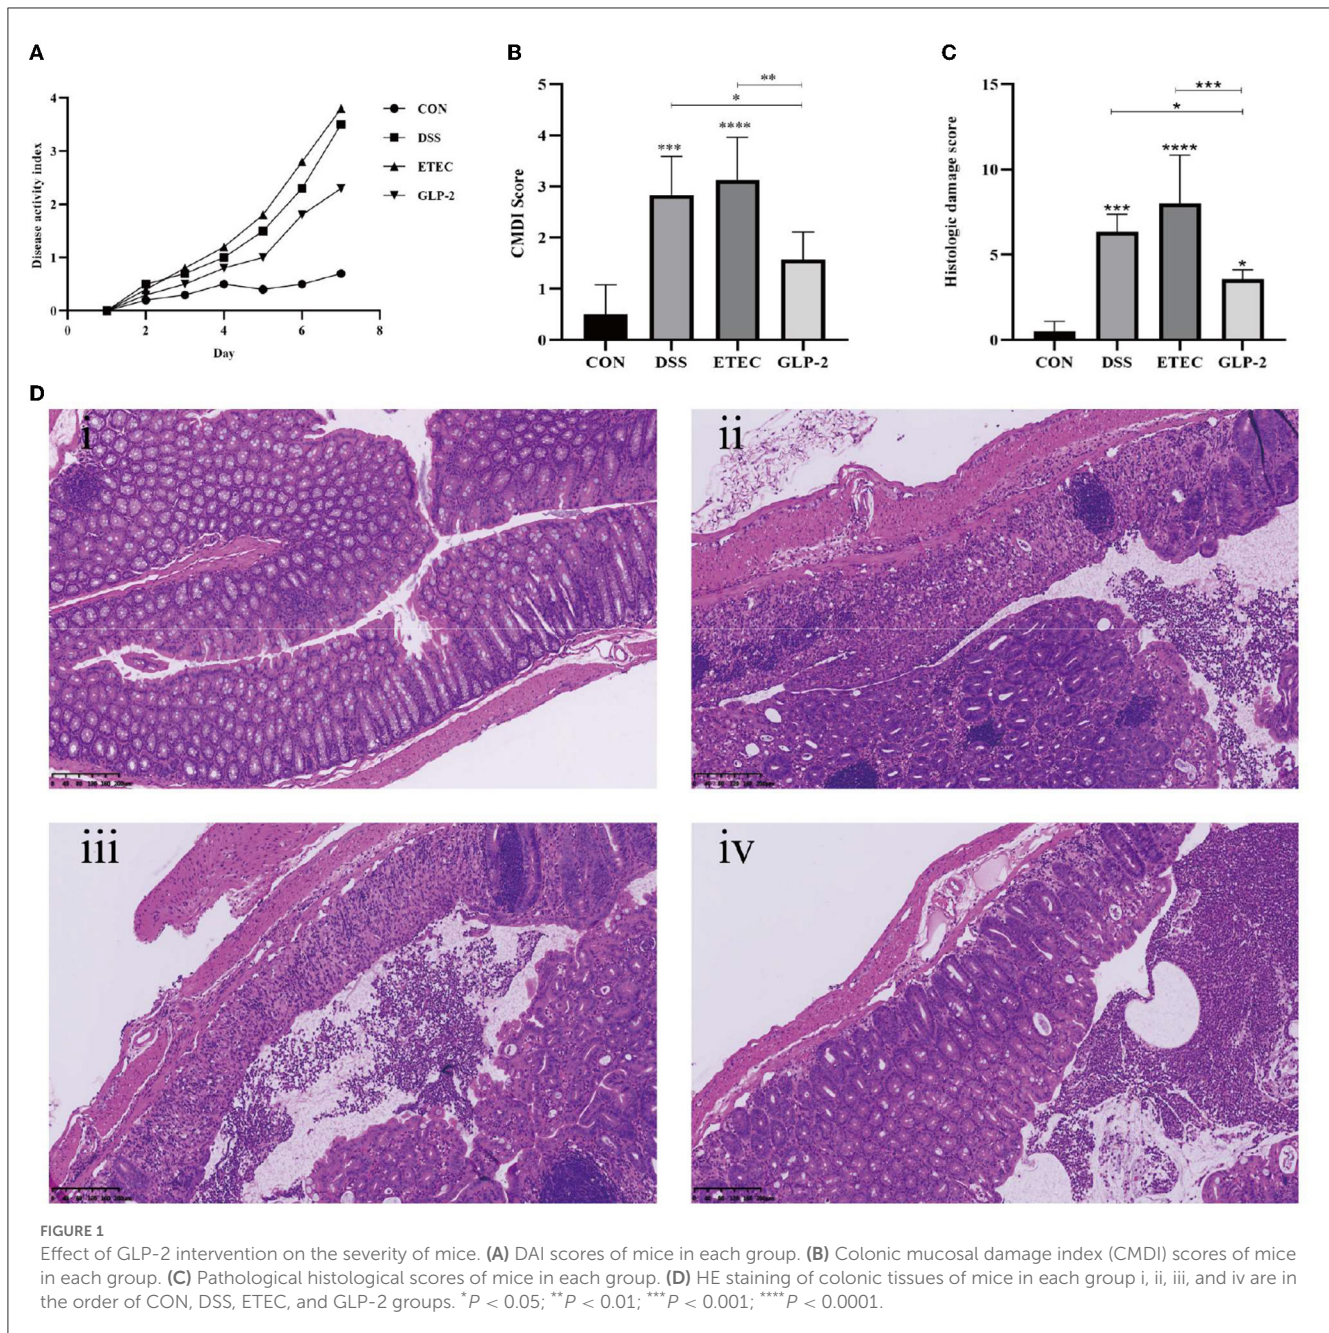 A
Disease activity index
4
3
2
1
0
0 2 4 6 8
Day
CON
DSS
ETEC
GLP-2
B
CMDI Score
5
4
3
2
1
0
**
*
***
****
CON DSS ETEC GLP-2
C
Histologic damage score
15
10
5
0
***
*
***
****
*
CON DSS ETEC GLP-2
D
i
ii
iii
iv
FIGURE 1
Effect of GLP-2 intervention on the severity of mice. (A) DAI scores of mice in each group. (B) Colonic mucosal damage index (CMDI) scores of mice
in each group. (C) Pathological histological scores of mice in each group. (D) HE staining of colonic tissues of mice in each group i, ii, iii, and iv are in
the order of CON, DSS, ETEC, and GLP-2 groups. *P < 0.05; **P < 0.01; ***P < 0.001; ****P < 0.0001.